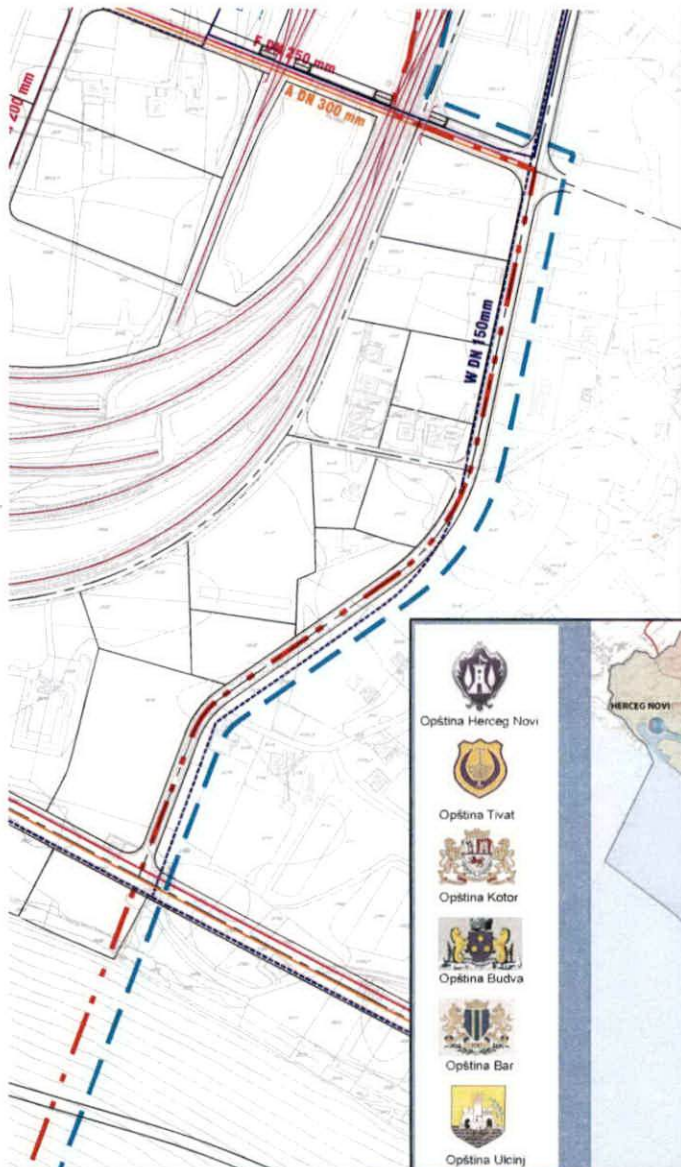 F DN 250 mm
A DN 300 mm
200 mm
W DN 150mm
HERCEG NOVI
Opština Herceg Novi
Opština Tivat
Opština Kotor
Opština Budva
Opština Bar
Opština Ulcinj